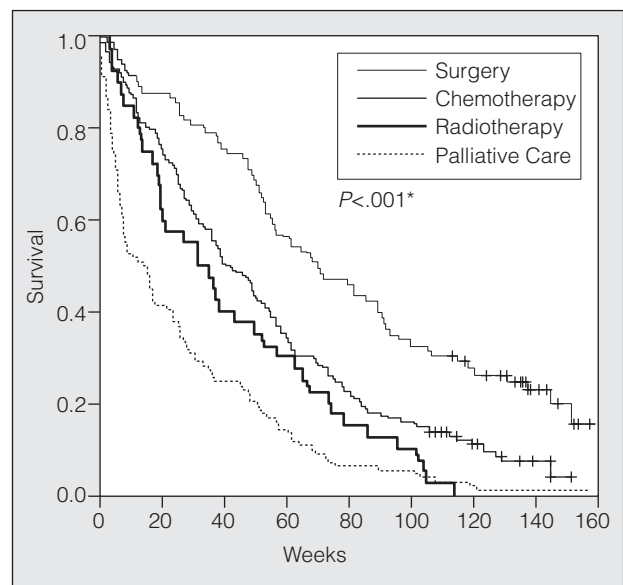 1.0
0.8
0.6
0.4
0.2
0.0
Survival
Surgery
Chemotherapy
Radiotherapy
Palliative Care
P<.001*
0 20 40 60 80 100 120 140 160
Weeks